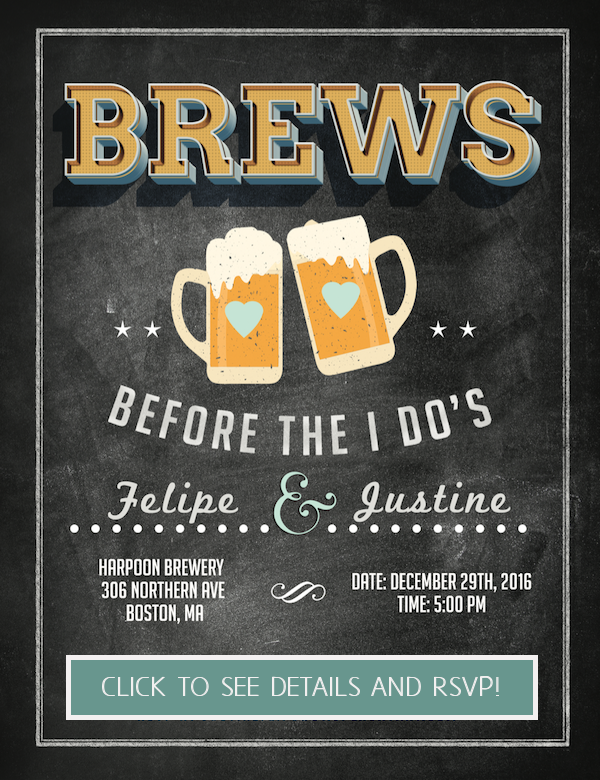 BREWS
BEFORE THE I DO'S
Felipe & Justine
HARPOON BREWERY
306 NORTHERN AVE
BOSTON, MA
DATE: DECEMBER 29TH, 2016
TIME: 5:00 PM
CLICK TO SEE DETAILS AND RSVP!